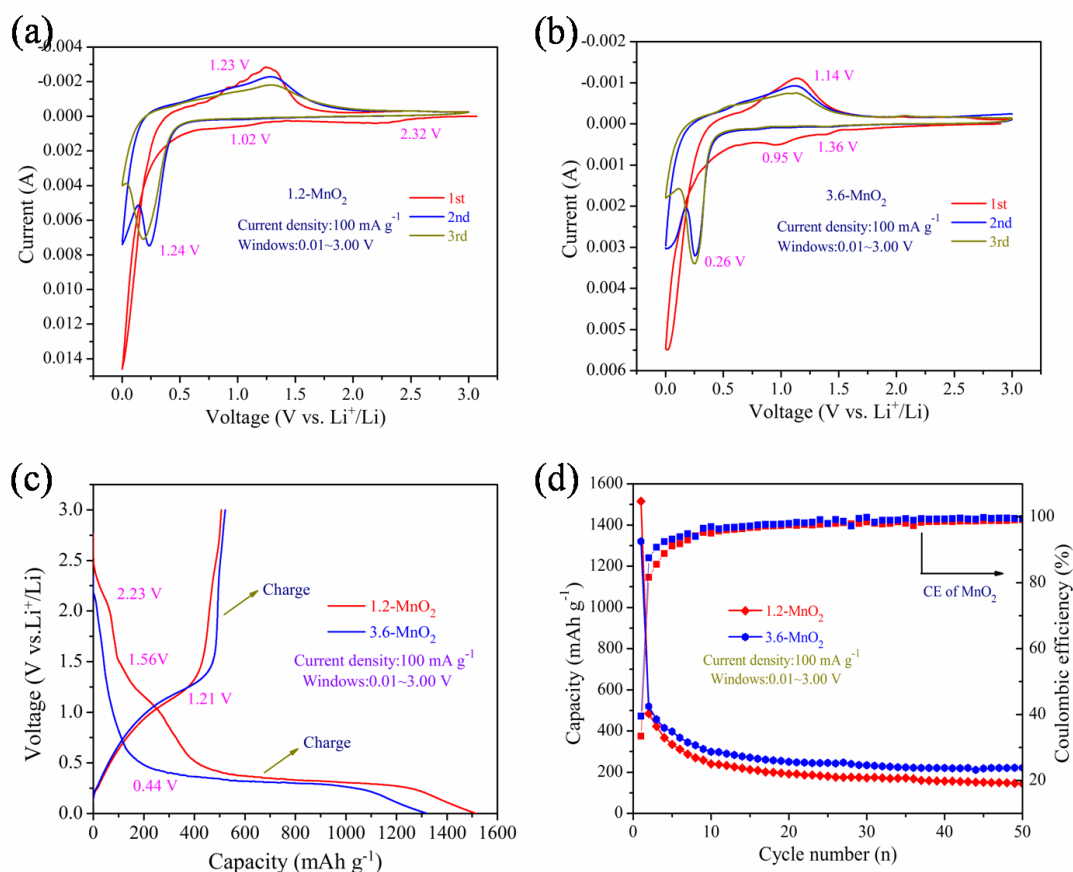 (a)
-0.004
-0.002
0.000
0.002
0.004
0.006
0.008
0.010
0.012
0.014
Current (A)
1.23 V
1.02 V
2.32 V
1.24 V
1.2-MnO₂
Current density:100 mA g⁻¹
Windows:0.01~3.00 V
1st
2nd
3rd
0.0 0.5 1.0 1.5 2.0 2.5 3.0
Voltage (V vs. Li⁺/Li)
(b)
-0.002
-0.001
0.000
0.001
0.002
0.003
0.004
0.005
0.006
Current (A)
1.14 V
0.95 V
1.36 V
0.26 V
3.6-MnO₂
Current density:100 mA g⁻¹
Windows:0.01~3.00 V
1st
2nd
3rd
0.0 0.5 1.0 1.5 2.0 2.5 3.0
Voltage (V vs. Li⁺/Li)
(c)
3.0
2.5
2.0
1.5
1.0
0.5
0.0
Voltage (V vs.Li⁺/Li)
2.23 V
1.56V
1.21 V
0.44 V
Charge
1.2-MnO₂
3.6-MnO₂
Current density:100 mA g⁻¹
Windows:0.01~3.00 V
Charge
0 200 400 600 800 1000 1200 1400 1600
Capacity (mAh g⁻¹)
(d)
1600
1400
1200
1000
800
600
400
200
0
Capacity (mAh g⁻¹)
CE of MnO₂
1.2-MnO₂
3.6-MnO₂
Current density:100 mA g⁻¹
Windows:0.01~3.00 V
100
80
60
40
20
Coulombic efficiency (%)
0 10 20 30 40 50
Cycle number (n)